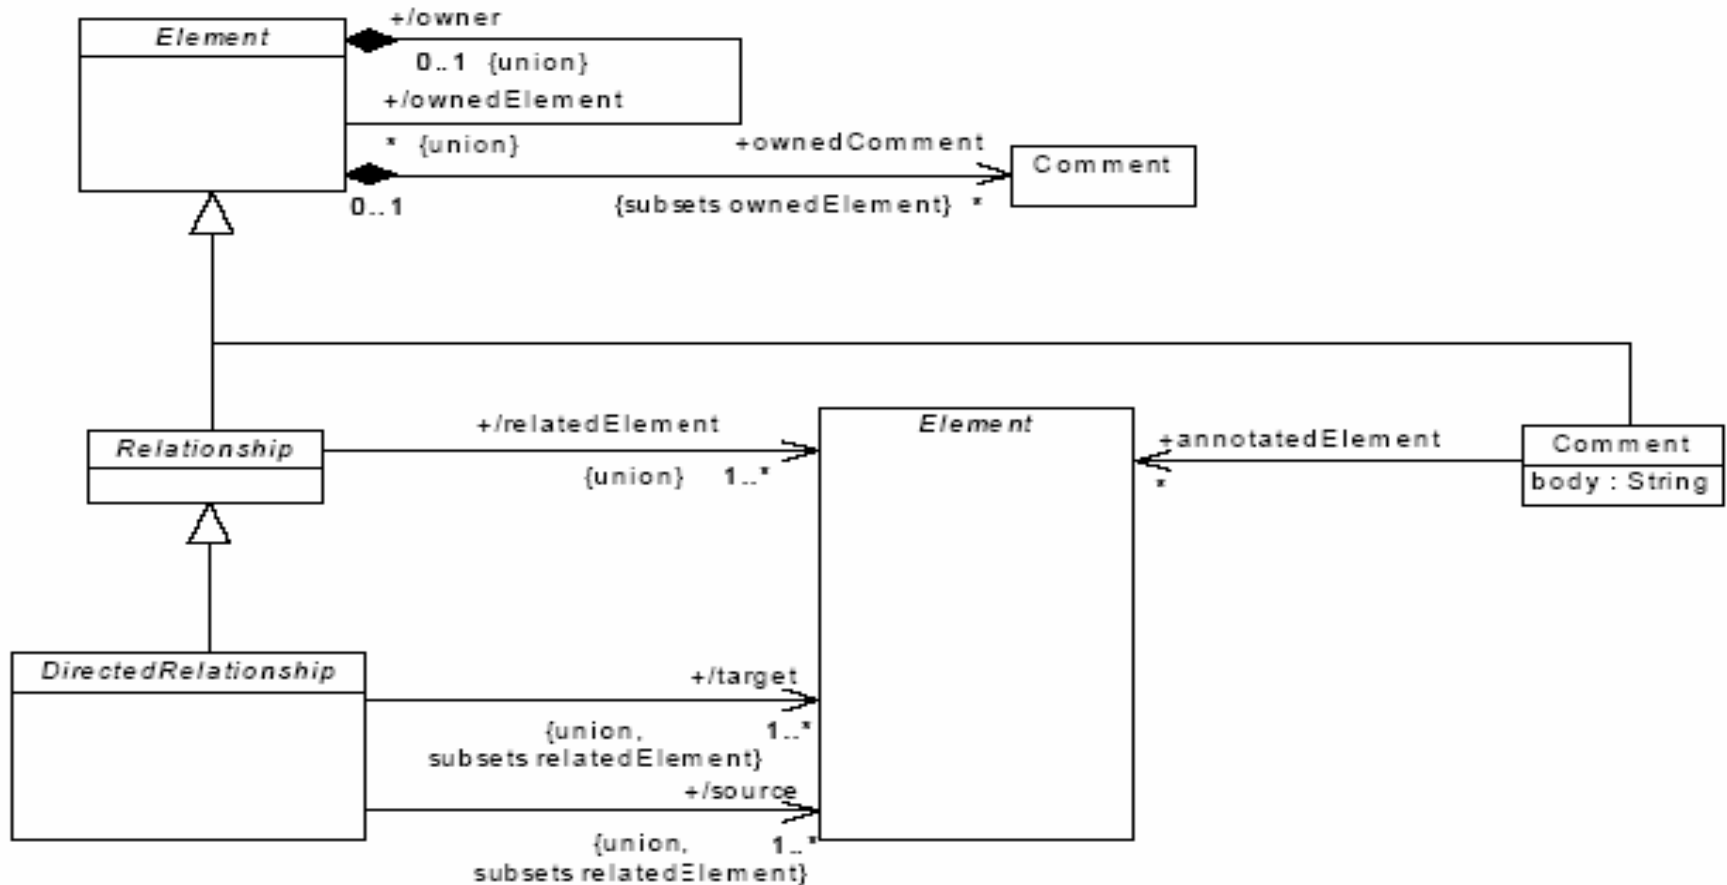 +/owner
Element
0..1 {union}
+/ownedElement
* {union}
+ownedComment
Comment
0..1
{subsets ownedElement} *
+/relatedElement
Element
+annotatedElement
Comment
Relationship
{union} 1..*
*
body : String
DirectedRelationship
+/target
{union, 1..*
subsets relatedElement}
+/source
{union, 1..*
subsets relatedElement}